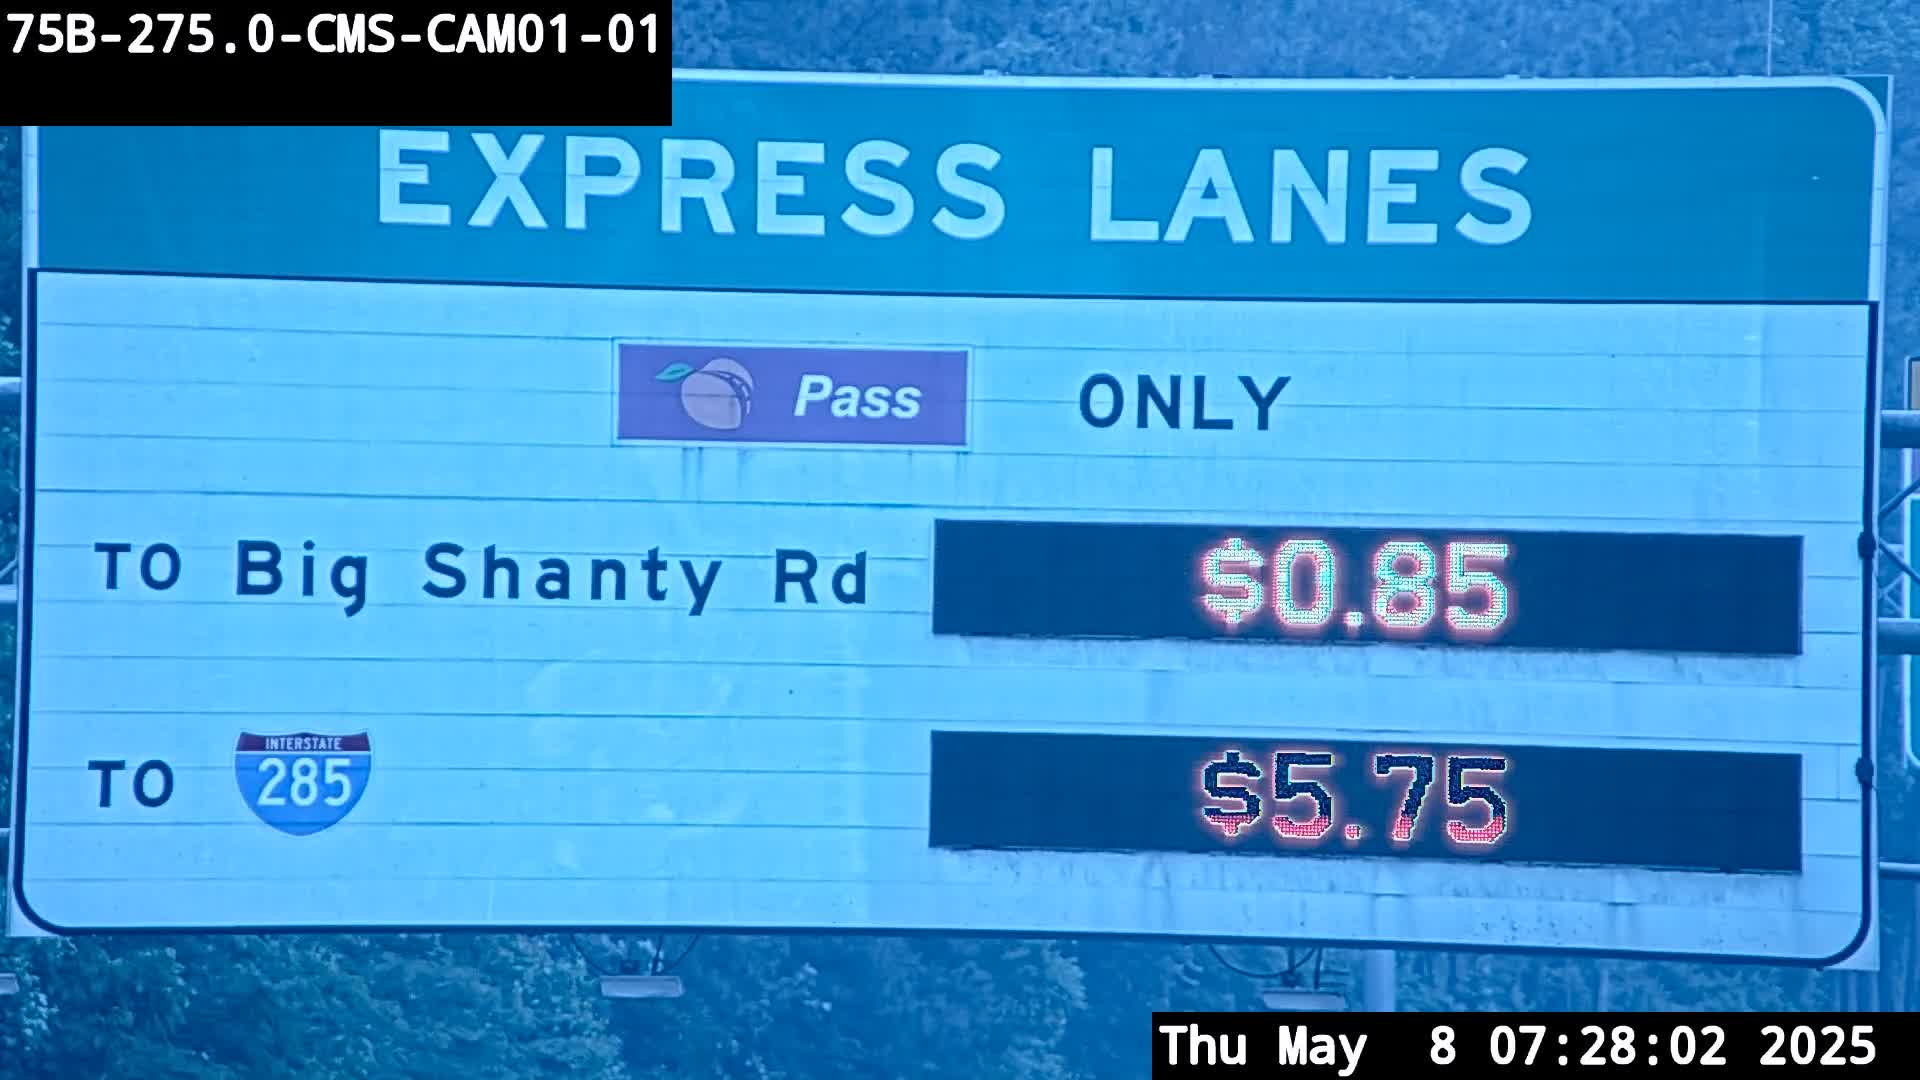 75B-275.0-CMS-CAM01-01
EXPRESS LANES
Pass ONLY
TO Big Shanty Rd $0.85
INTERSTATE
TO 285 $5.75
Thu May 8 07:28:02 2025